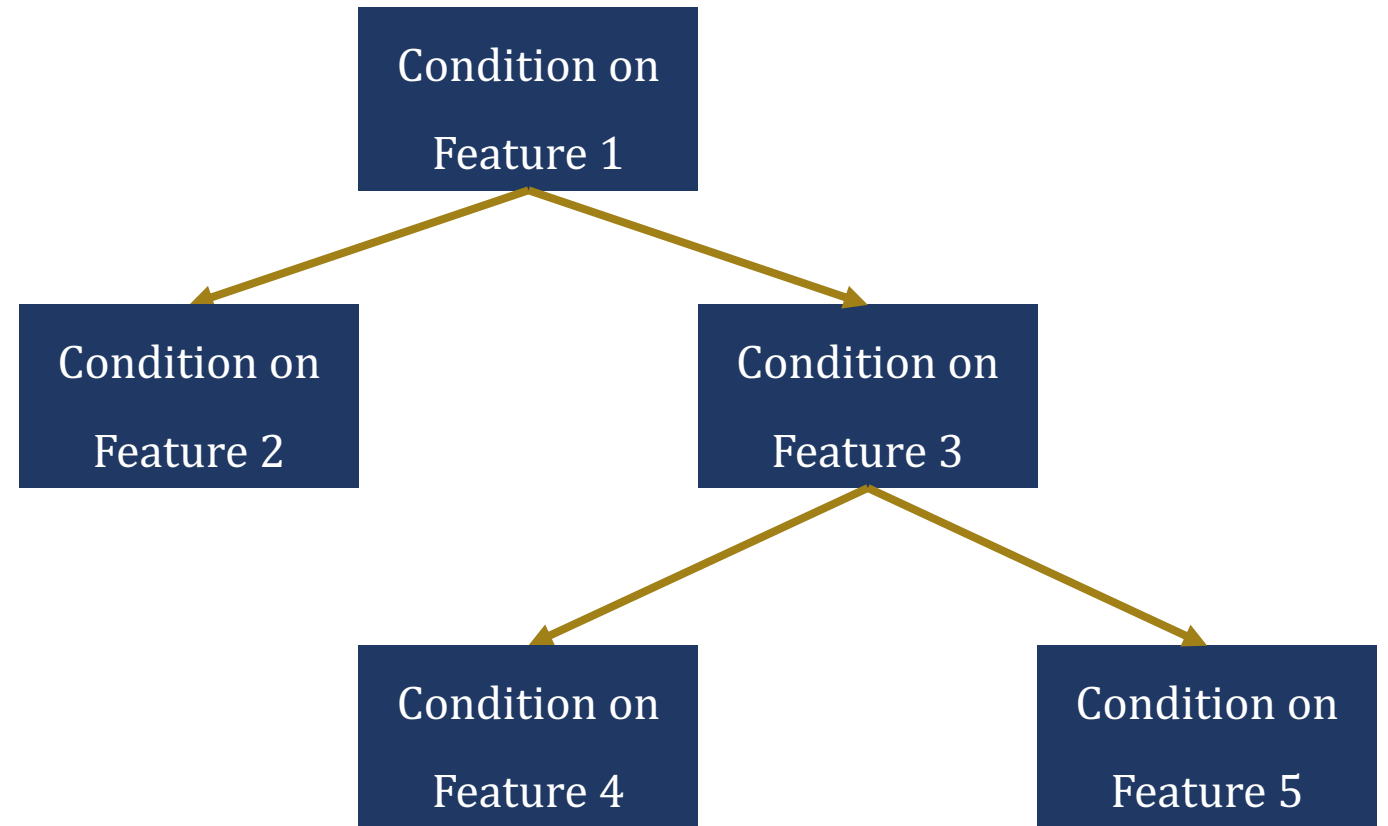 Condition on
Feature 1
Condition on
Feature 2
Condition on
Feature 3
Condition on
Feature 4
Condition on
Feature 5